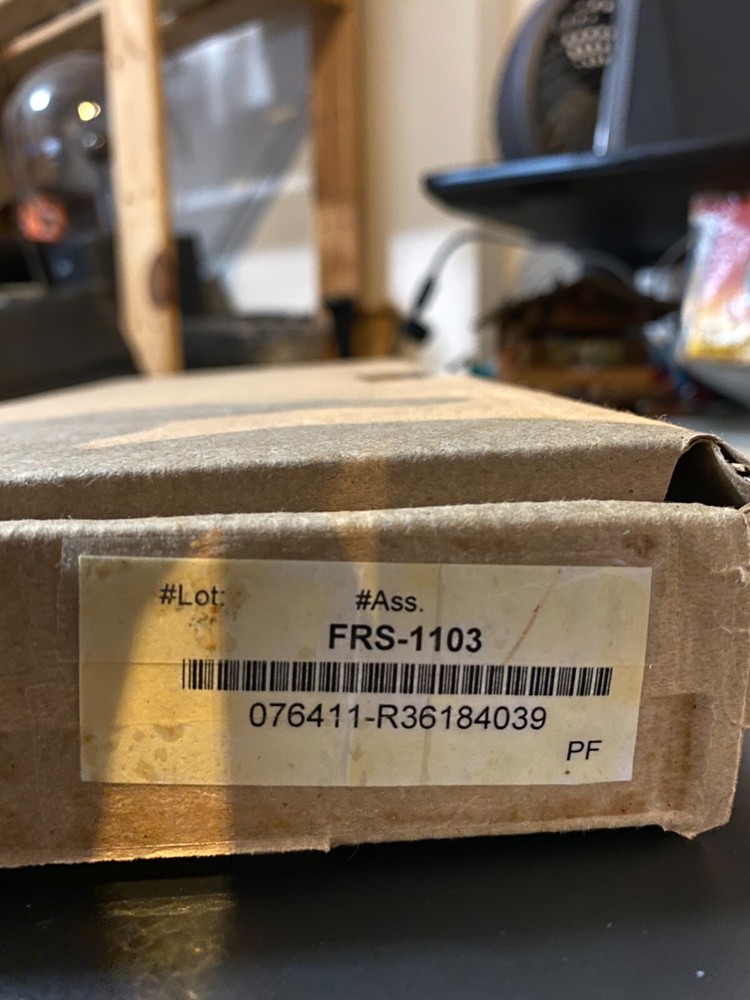 #Lot: #Ass.
FRS-1103
076411-R36184039
PF